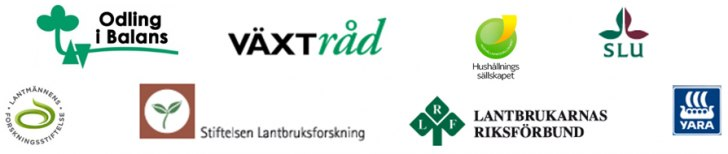 Odling
i Balans
VÄXTråd
Hushållnings
sällskapet
SLU
LANTMÄNNENS
FORSKNINGSSTIFTELSE
Stiftelsen Lantbruksforskning
LRF
LANTBRUKARNAS
RIKSFÖRBUND
YARA